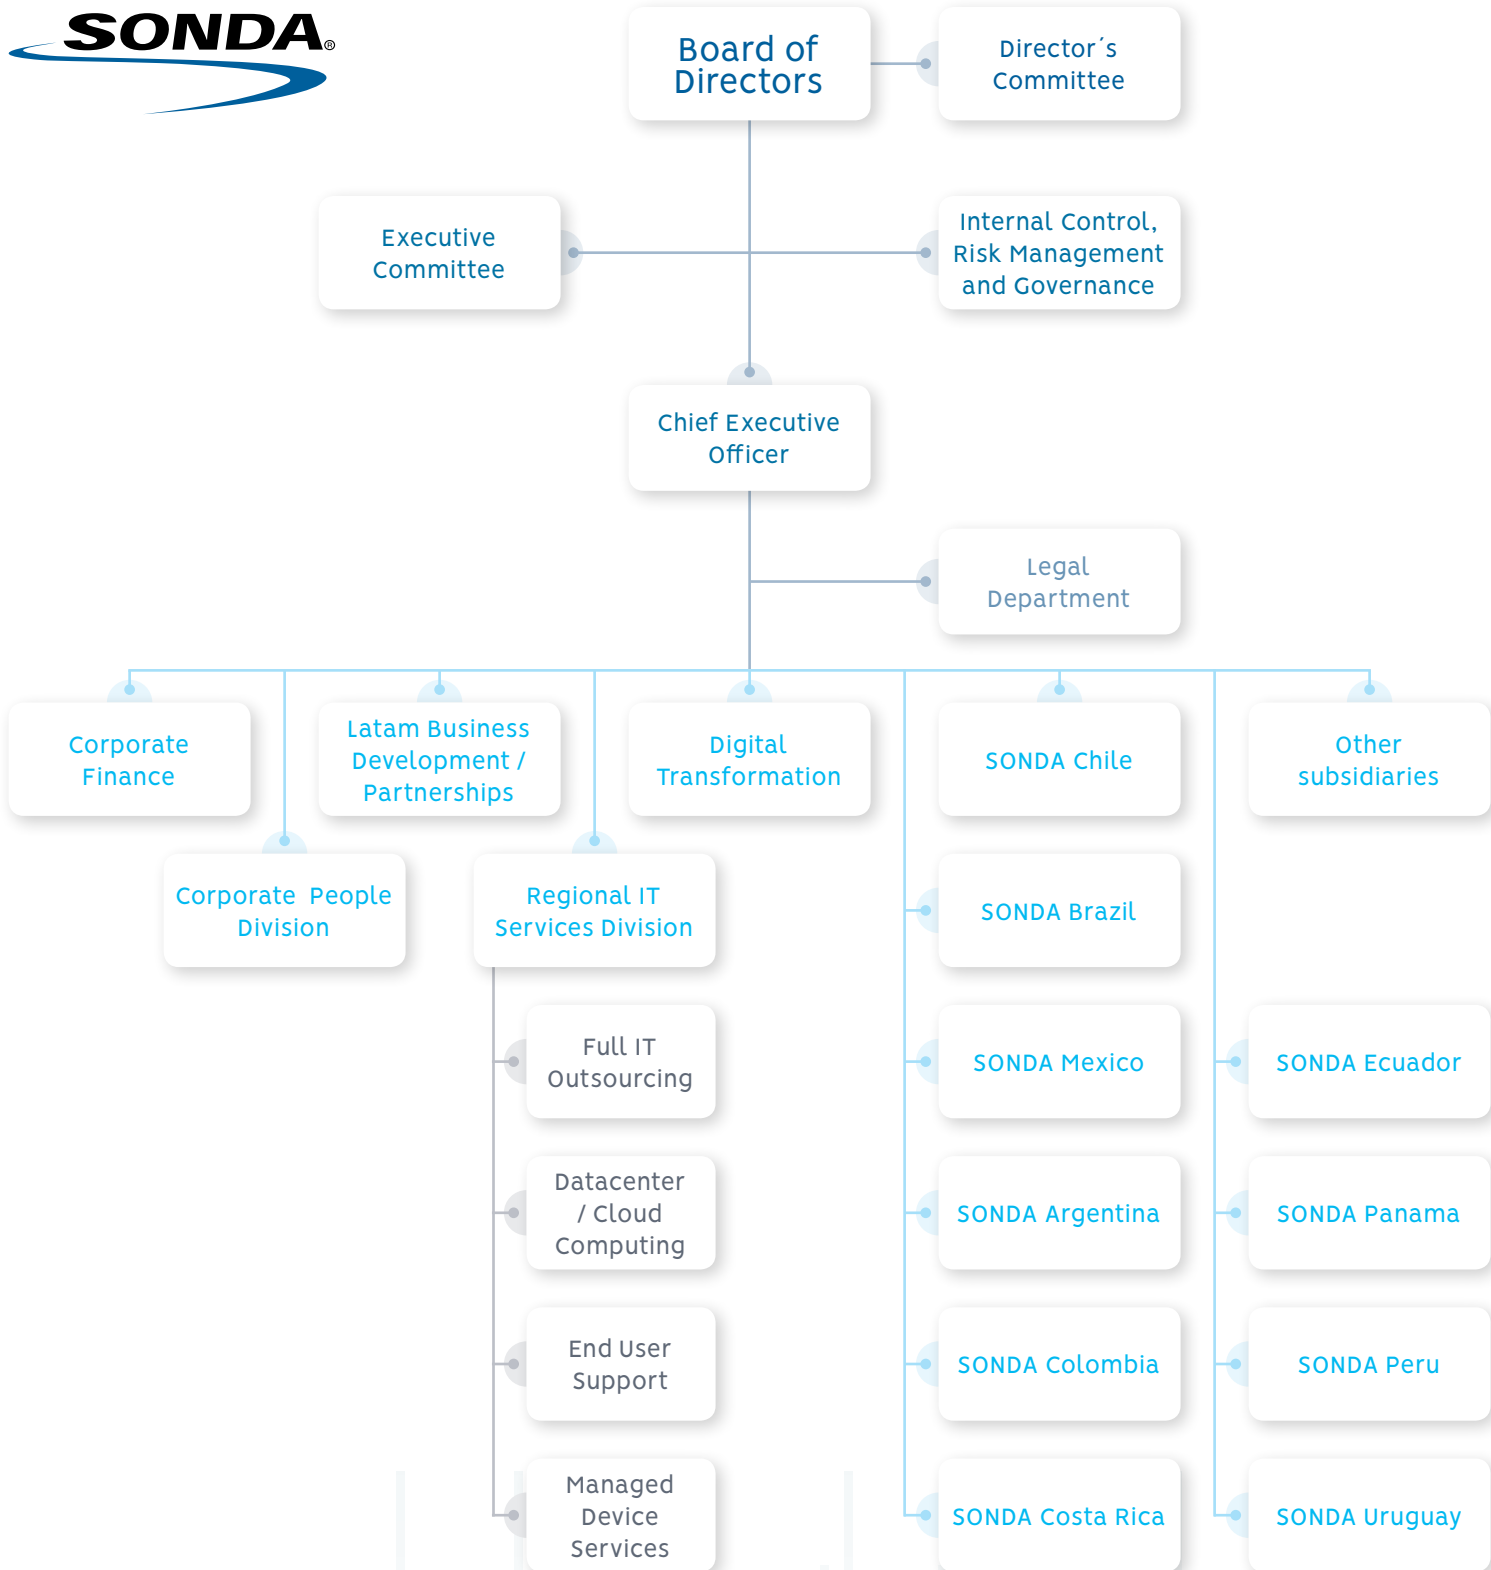 SONDA®
Board of
Directors
Director´s
Committee
Executive
Committee
Internal Control,
Risk Management
and Governance
Chief Executive
Officer
Legal
Department
Corporate
Finance
Latam Business
Development /
Partnerships
Digital
Transformation
SONDA Chile
Other
subsidiaries
Corporate People
Division
Regional IT
Services Division
SONDA Brazil
Full IT
Outsourcing
SONDA Mexico
SONDA Ecuador
Datacenter
/ Cloud
Computing
SONDA Argentina
SONDA Panama
End User
Support
SONDA Colombia
SONDA Peru
Managed
Device
Services
SONDA Costa Rica
SONDA Uruguay